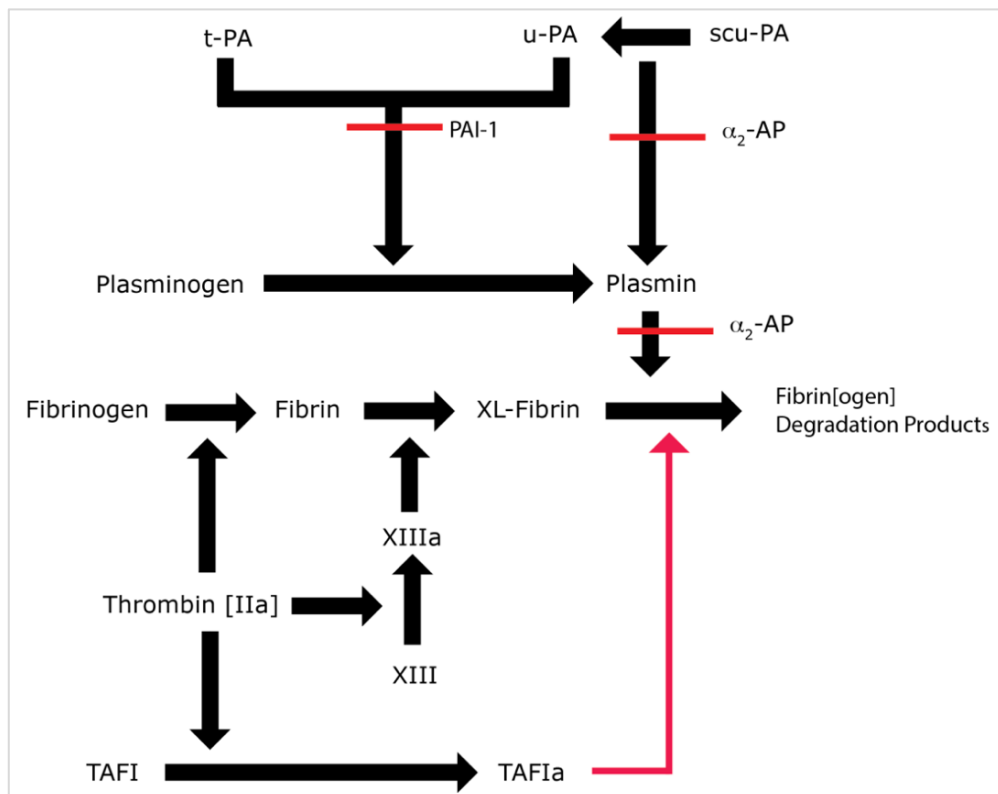 t-PA
u-PA
scu-PA
PAI-1
α₂-AP
Plasminogen
Plasmin
α₂-AP
Fibrinogen
Fibrin
XL-Fibrin
Fibrin[ogen]
Degradation Products
XIIIa
Thrombin [IIa]
XIII
TAFI
TAFIa